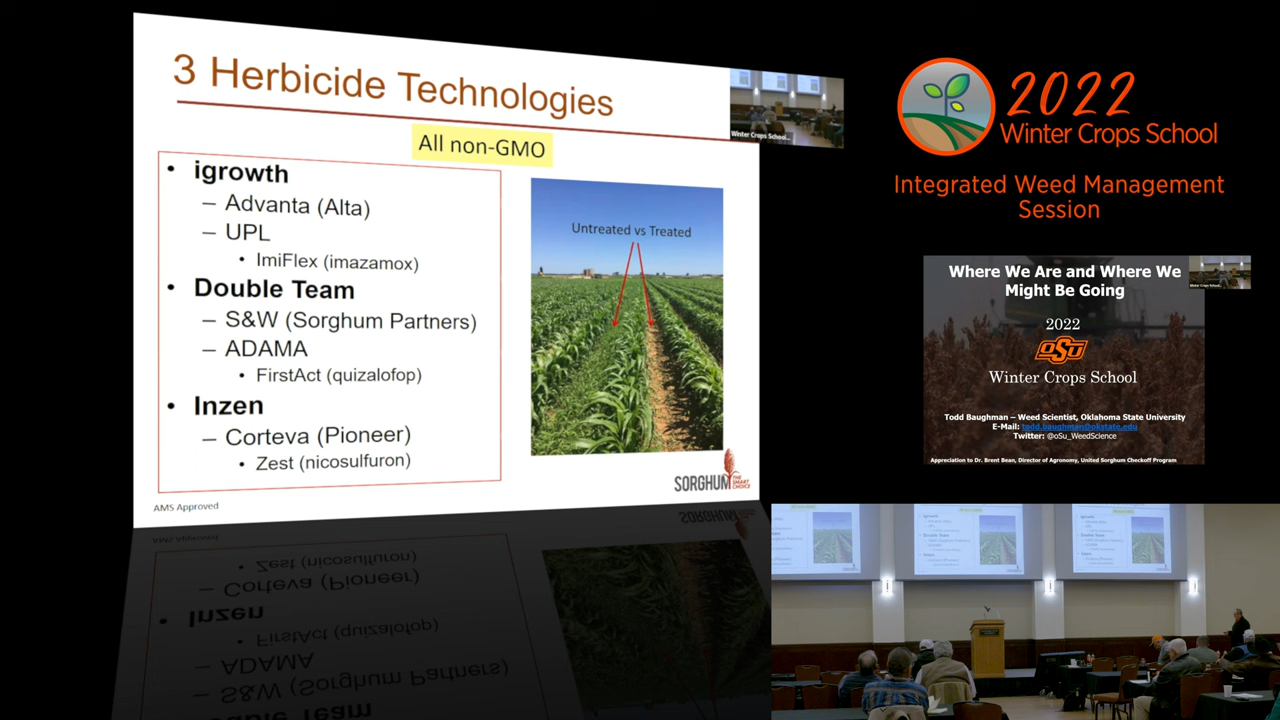 3 Herbicide Technologies
All non-GMO
• igrowth
– Advanta (Alta)
– UPL
• ImiFlex (imazamox)
• Double Team
– S&W (Sorghum Partners)
– ADAMA
• FirstAct (quizalofop)
• Inzen
– Corteva (Pioneer)
• Zest (nicosulfuron)
Untreated vs Treated
SORGHUM
THE SMART CHOICE
AMS Approved
Winter Crops School...
2022
Winter Crops School
Integrated Weed Management
Session
Where We Are and Where We
Might Be Going
2022
OSU
Winter Crops School
Todd Baughman – Weed Scientist, Oklahoma State University
E-Mail: todd.baughman@okstate.edu
Twitter: @oSu_WeedScience
Appreciation to Dr. Brent Bean, Director of Agronomy, United Sorghum Checkoff Program